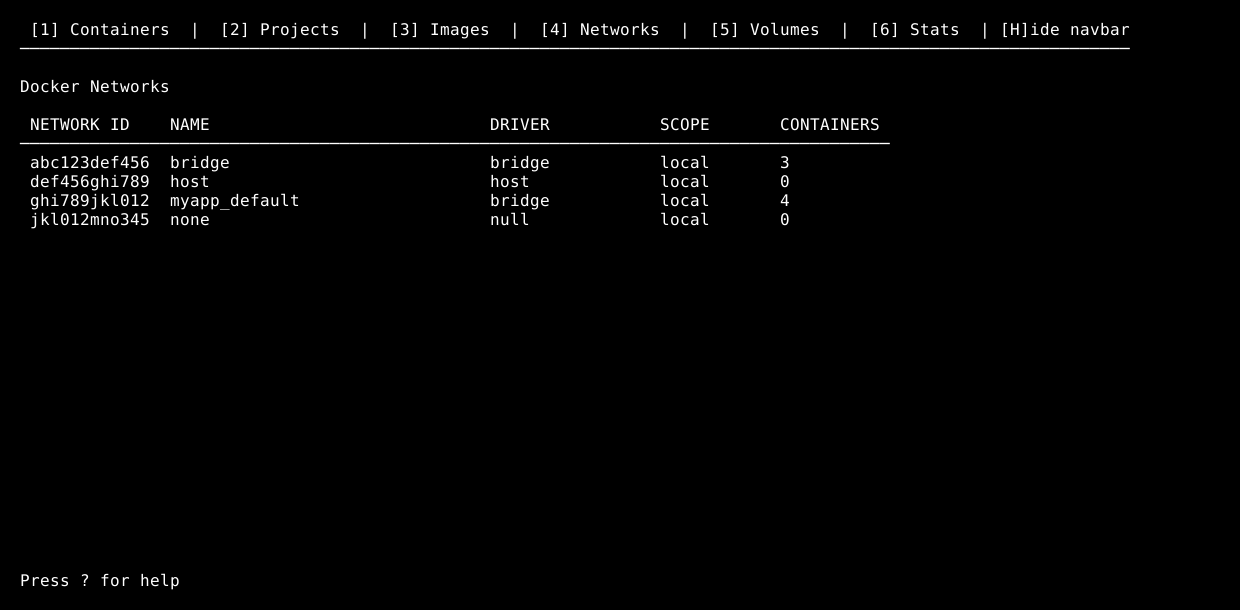 [1] Containers | [2] Projects | [3] Images | [4] Networks | [5] Volumes | [6] Stats | [H]ide navbar
Docker Networks
NETWORK ID NAME DRIVER SCOPE CONTAINERS
abc123def456 bridge bridge local 3
def456ghi789 host host local 0
ghi789jkl012 myapp_default bridge local 4
jkl012mno345 none null local 0
Press ? for help